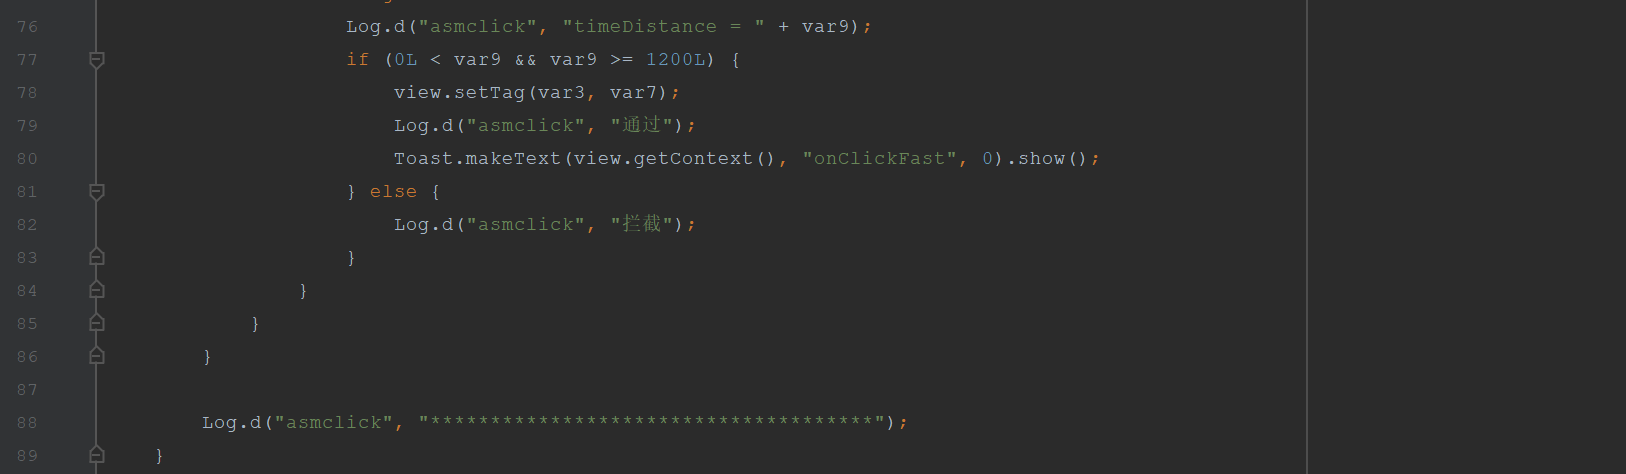 76 Log.d("asmclick", "timeDistance = " + var9);
77 if (0L < var9 && var9 >= 1200L) {
78 view.setTag(var3, var7);
79 Log.d("asmclick", "通过");
80 Toast.makeText(view.getContext(), "onClickFast", 0).show();
81 } else {
82 Log.d("asmclick", "拦截");
83 }
84 }
85 }
86 }
87
88 Log.d("asmclick", "*************************************");
89 }